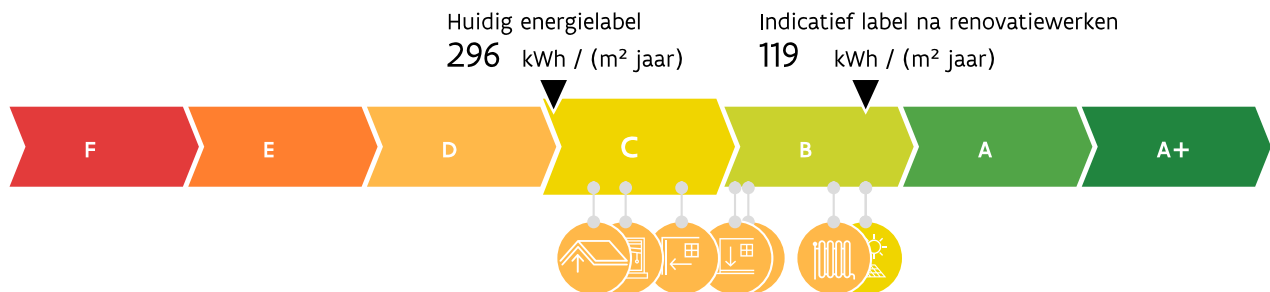 Huidig energielabel
296 kWh / (m² jaar)
Indicatief label na renovatiewerken
119 kWh / (m² jaar)
F
E
D
C
B
A
A+